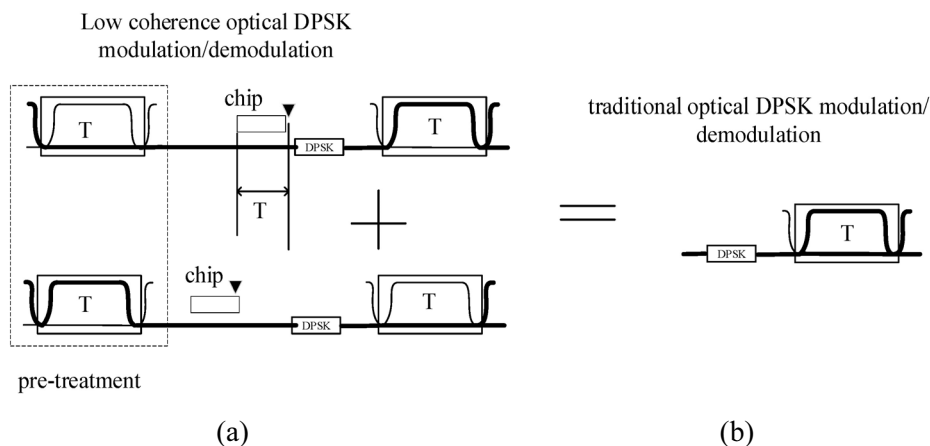 Low coherence optical DPSK
modulation/demodulation
chip
T
DPSK
T
T
traditional optical DPSK modulation/
demodulation
T
DPSK
chip
T
DPSK
T
pre-treatment
(a)
(b)